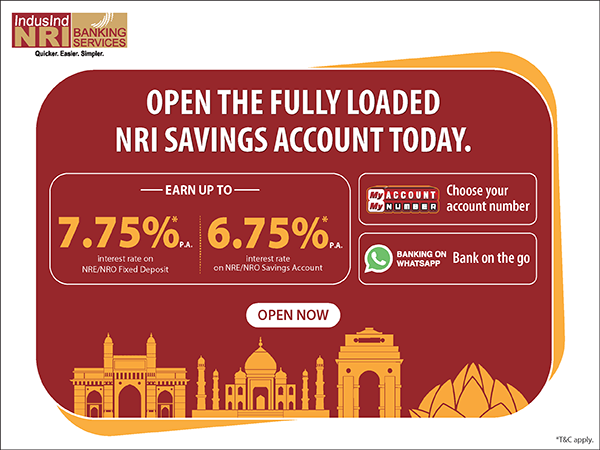 IndusInd
NRI BANKING
SERVICES
Quicker. Easier. Simpler.
OPEN THE FULLY LOADED
NRI SAVINGS ACCOUNT TODAY.
EARN UP TO
7.75%* P.A.
interest rate on
NRE/NRO Fixed Deposit
6.75%* P.A.
interest rate
on NRE/NRO Savings Account
My ACCOUNT
My NUMBER
Choose your
account number
BANKING ON
WHATSAPP
Bank on the go
OPEN NOW
*T&C apply.